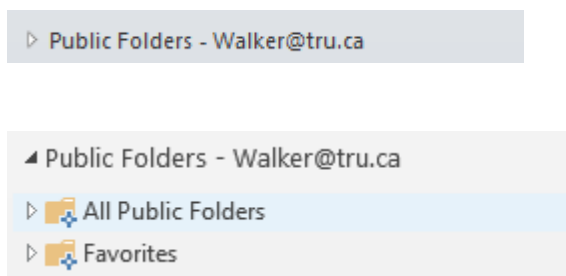 Public Folders - Walker@tru.ca
Public Folders - Walker@tru.ca
All Public Folders
Favorites